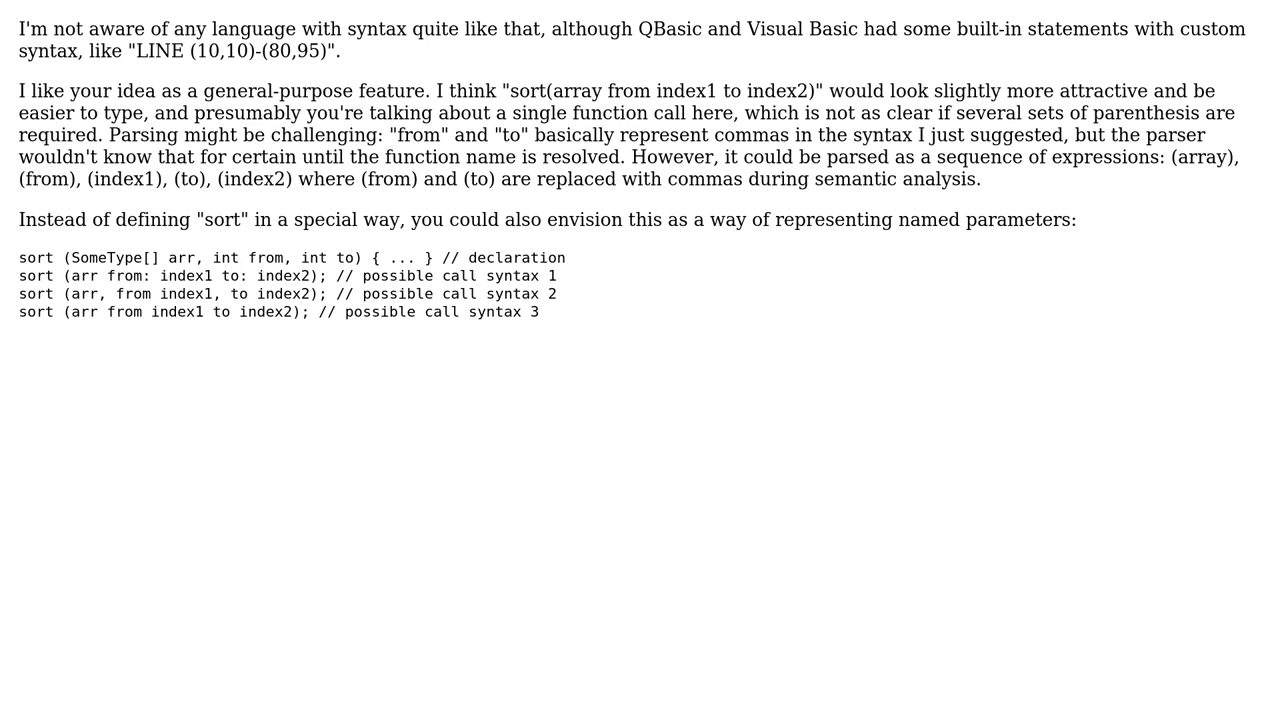 I'm not aware of any language with syntax quite like that, although QBasic and Visual Basic had some built-in statements with custom
syntax, like "LINE (10,10)-(80,95)".
I like your idea as a general-purpose feature. I think "sort(array from index1 to index2)" would look slightly more attractive and be
easier to type, and presumably you're talking about a single function call here, which is not as clear if several sets of parenthesis are
required. Parsing might be challenging: "from" and "to" basically represent commas in the syntax I just suggested, but the parser
wouldn't know that for certain until the function name is resolved. However, it could be parsed as a sequence of expressions: (array),
(from), (index1), (to), (index2) where (from) and (to) are replaced with commas during semantic analysis.
Instead of defining "sort" in a special way, you could also envision this as a way of representing named parameters:
sort (SomeType[] arr, int from, int to) { ... } // declaration
sort (arr from: index1 to: index2); // possible call syntax 1
sort (arr, from index1, to index2); // possible call syntax 2
sort (arr from index1 to index2); // possible call syntax 3